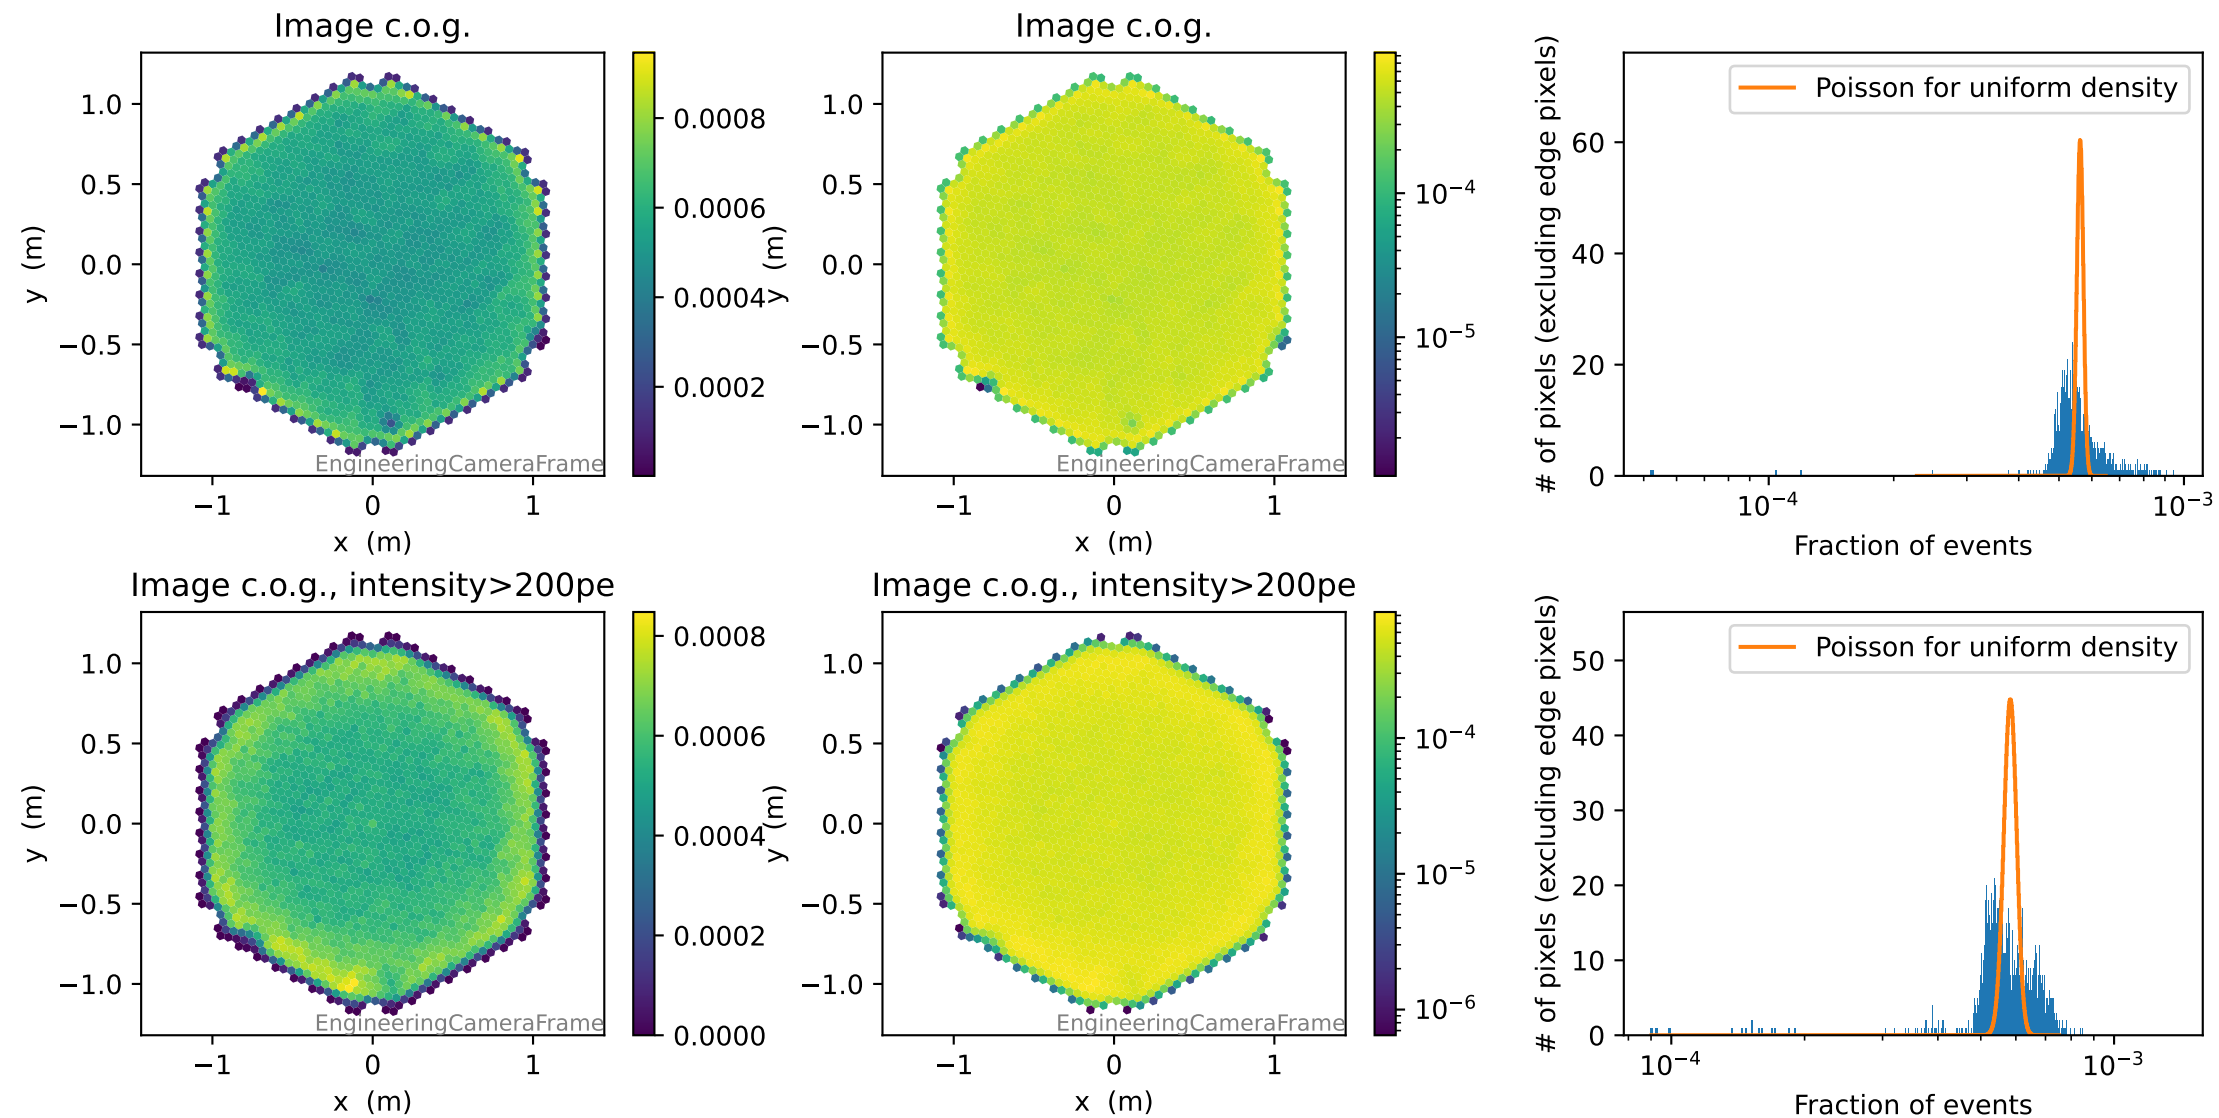 Image c.o.g.
1.0
0.5
0.0
−0.5
−1.0
y (m)
−1
0
1
x (m)
EngineeringCameraFrame
0.0008
0.0006
0.0004
0.0002
Image c.o.g.
1.0
0.5
0.0
−0.5
−1.0
y (m)
−1
0
1
x (m)
EngineeringCameraFrame
10⁻⁴
10⁻⁵
# of pixels (excluding edge pixels)
60
40
20
0
Poisson for uniform density
10⁻⁴
10⁻³
Fraction of events
Image c.o.g., intensity>200pe
1.0
0.5
0.0
−0.5
−1.0
y (m)
−1
0
1
x (m)
EngineeringCameraFrame
0.0008
0.0006
0.0004
0.0002
0.0000
Image c.o.g., intensity>200pe
1.0
0.5
0.0
−0.5
−1.0
y (m)
−1
0
1
x (m)
EngineeringCameraFrame
10⁻⁴
10⁻⁵
10⁻⁶
# of pixels (excluding edge pixels)
50
40
30
20
10
0
Poisson for uniform density
10⁻⁴
10⁻³
Fraction of events